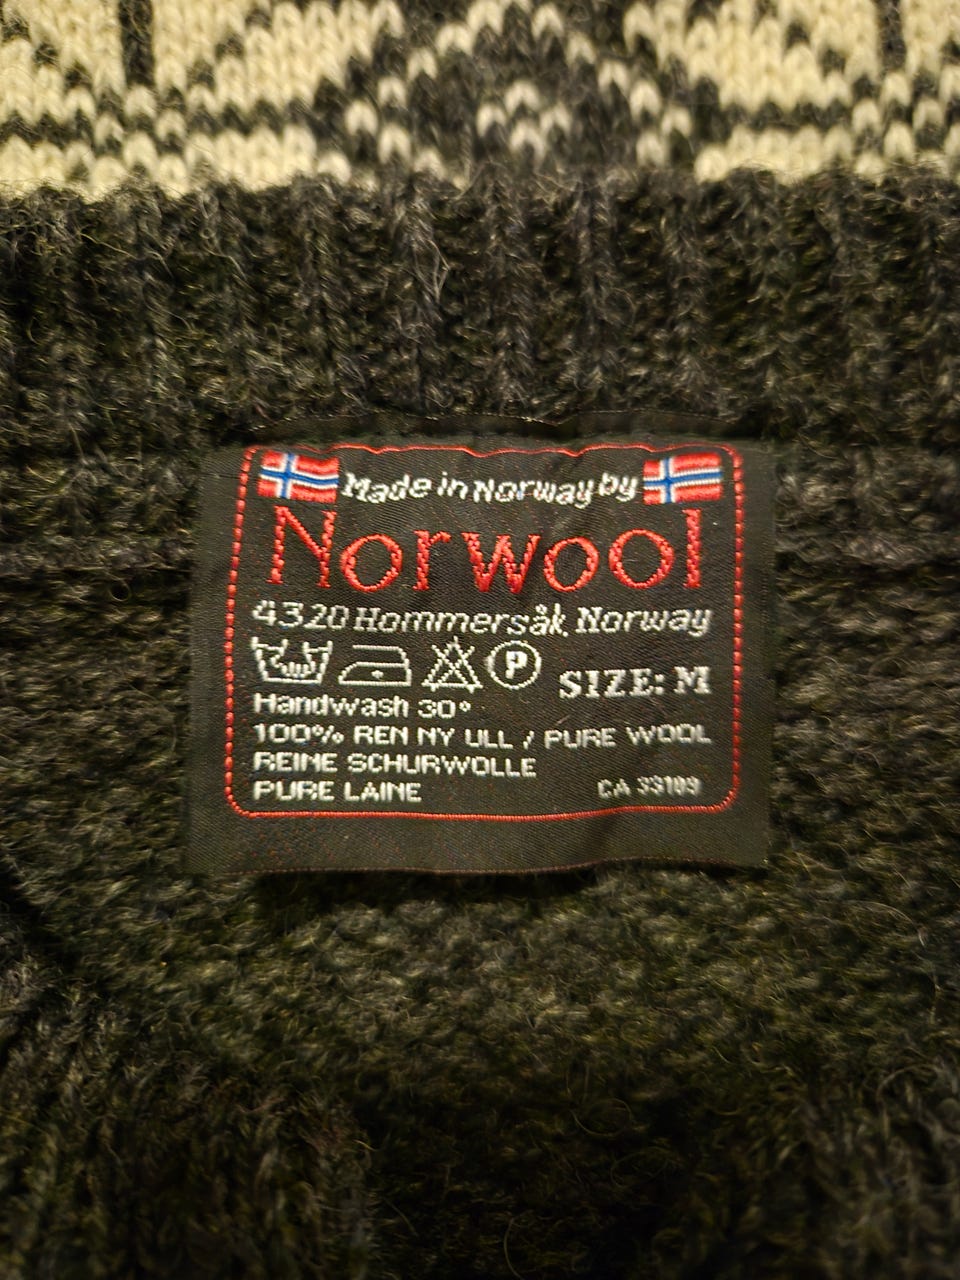 Made in Norway by
Norwool
4320 Hommersåk, Norway
P
SIZE: M
Handwash 30°
100% REN NY ULL / PURE WOOL
REINE SCHURWOLLE
PURE LAINE
CA 33109